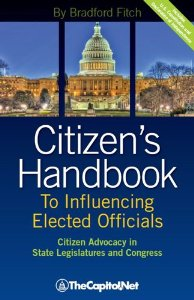 By Bradford Fitch
Citizen's
Handbook
To Influencing
Elected Officials
Citizen Advocacy in
State Legislatures and Congress
TheCapitol.Net